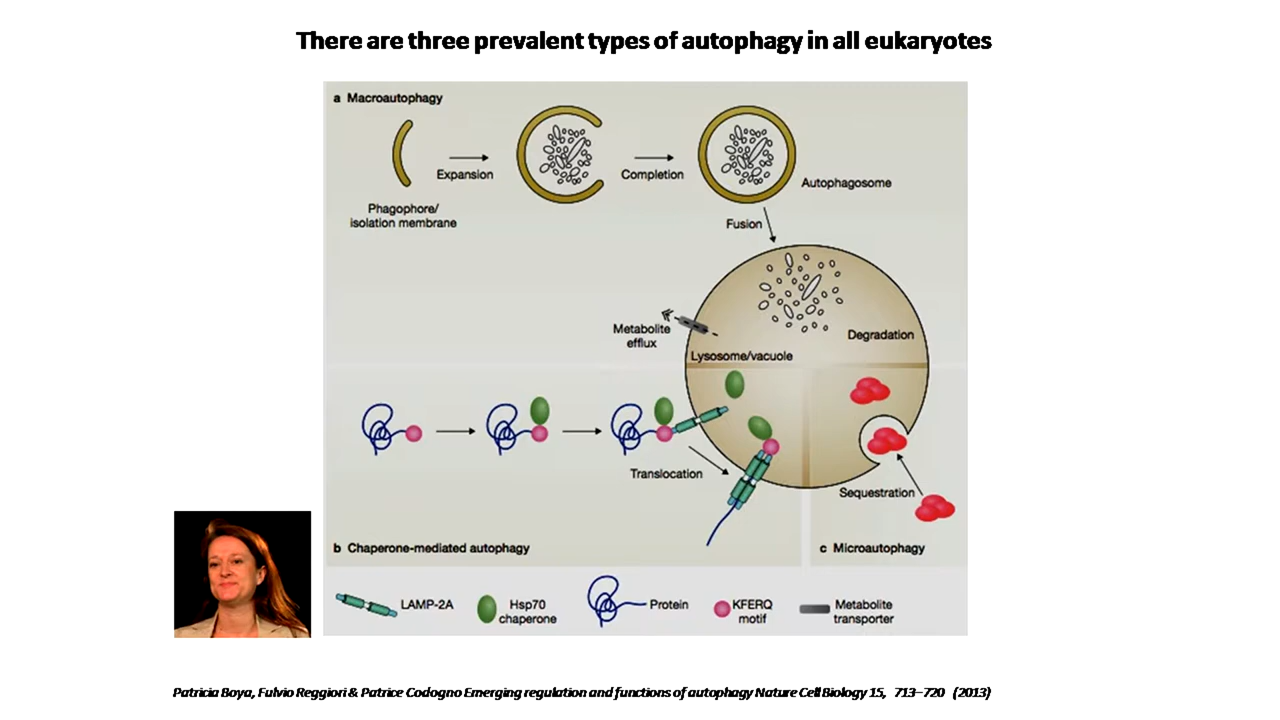 There are three prevalent types of autophagy in all eukaryotes
a Macroautophagy
Expansion
Completion
Autophagosome
Phagophore/
isolation membrane
Fusion
Metabolite
efflux
Degradation
Lysosome/vacuole
Translocation
Sequestration
b Chaperone-mediated autophagy
c Microautophagy
LAMP-2A
Hsp70
chaperone
Protein
KFERQ
motif
Metabolite
transporter
Patricia Boya, Fulvio Reggiori & Patrice Codogno Emerging regulation and functions of autophagy Nature Cell Biology 15, 713–720 (2013)